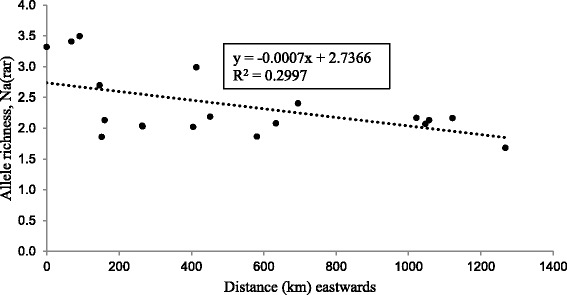 4.0
3.5
3.0
2.5
2.0
1.5
1.0
0.5
0.0
Allele richness, Na(rar)
y = -0.0007x + 2.7366
R² = 0.2997
0 200 400 600 800 1000 1200 1400
Distance (km) eastwards